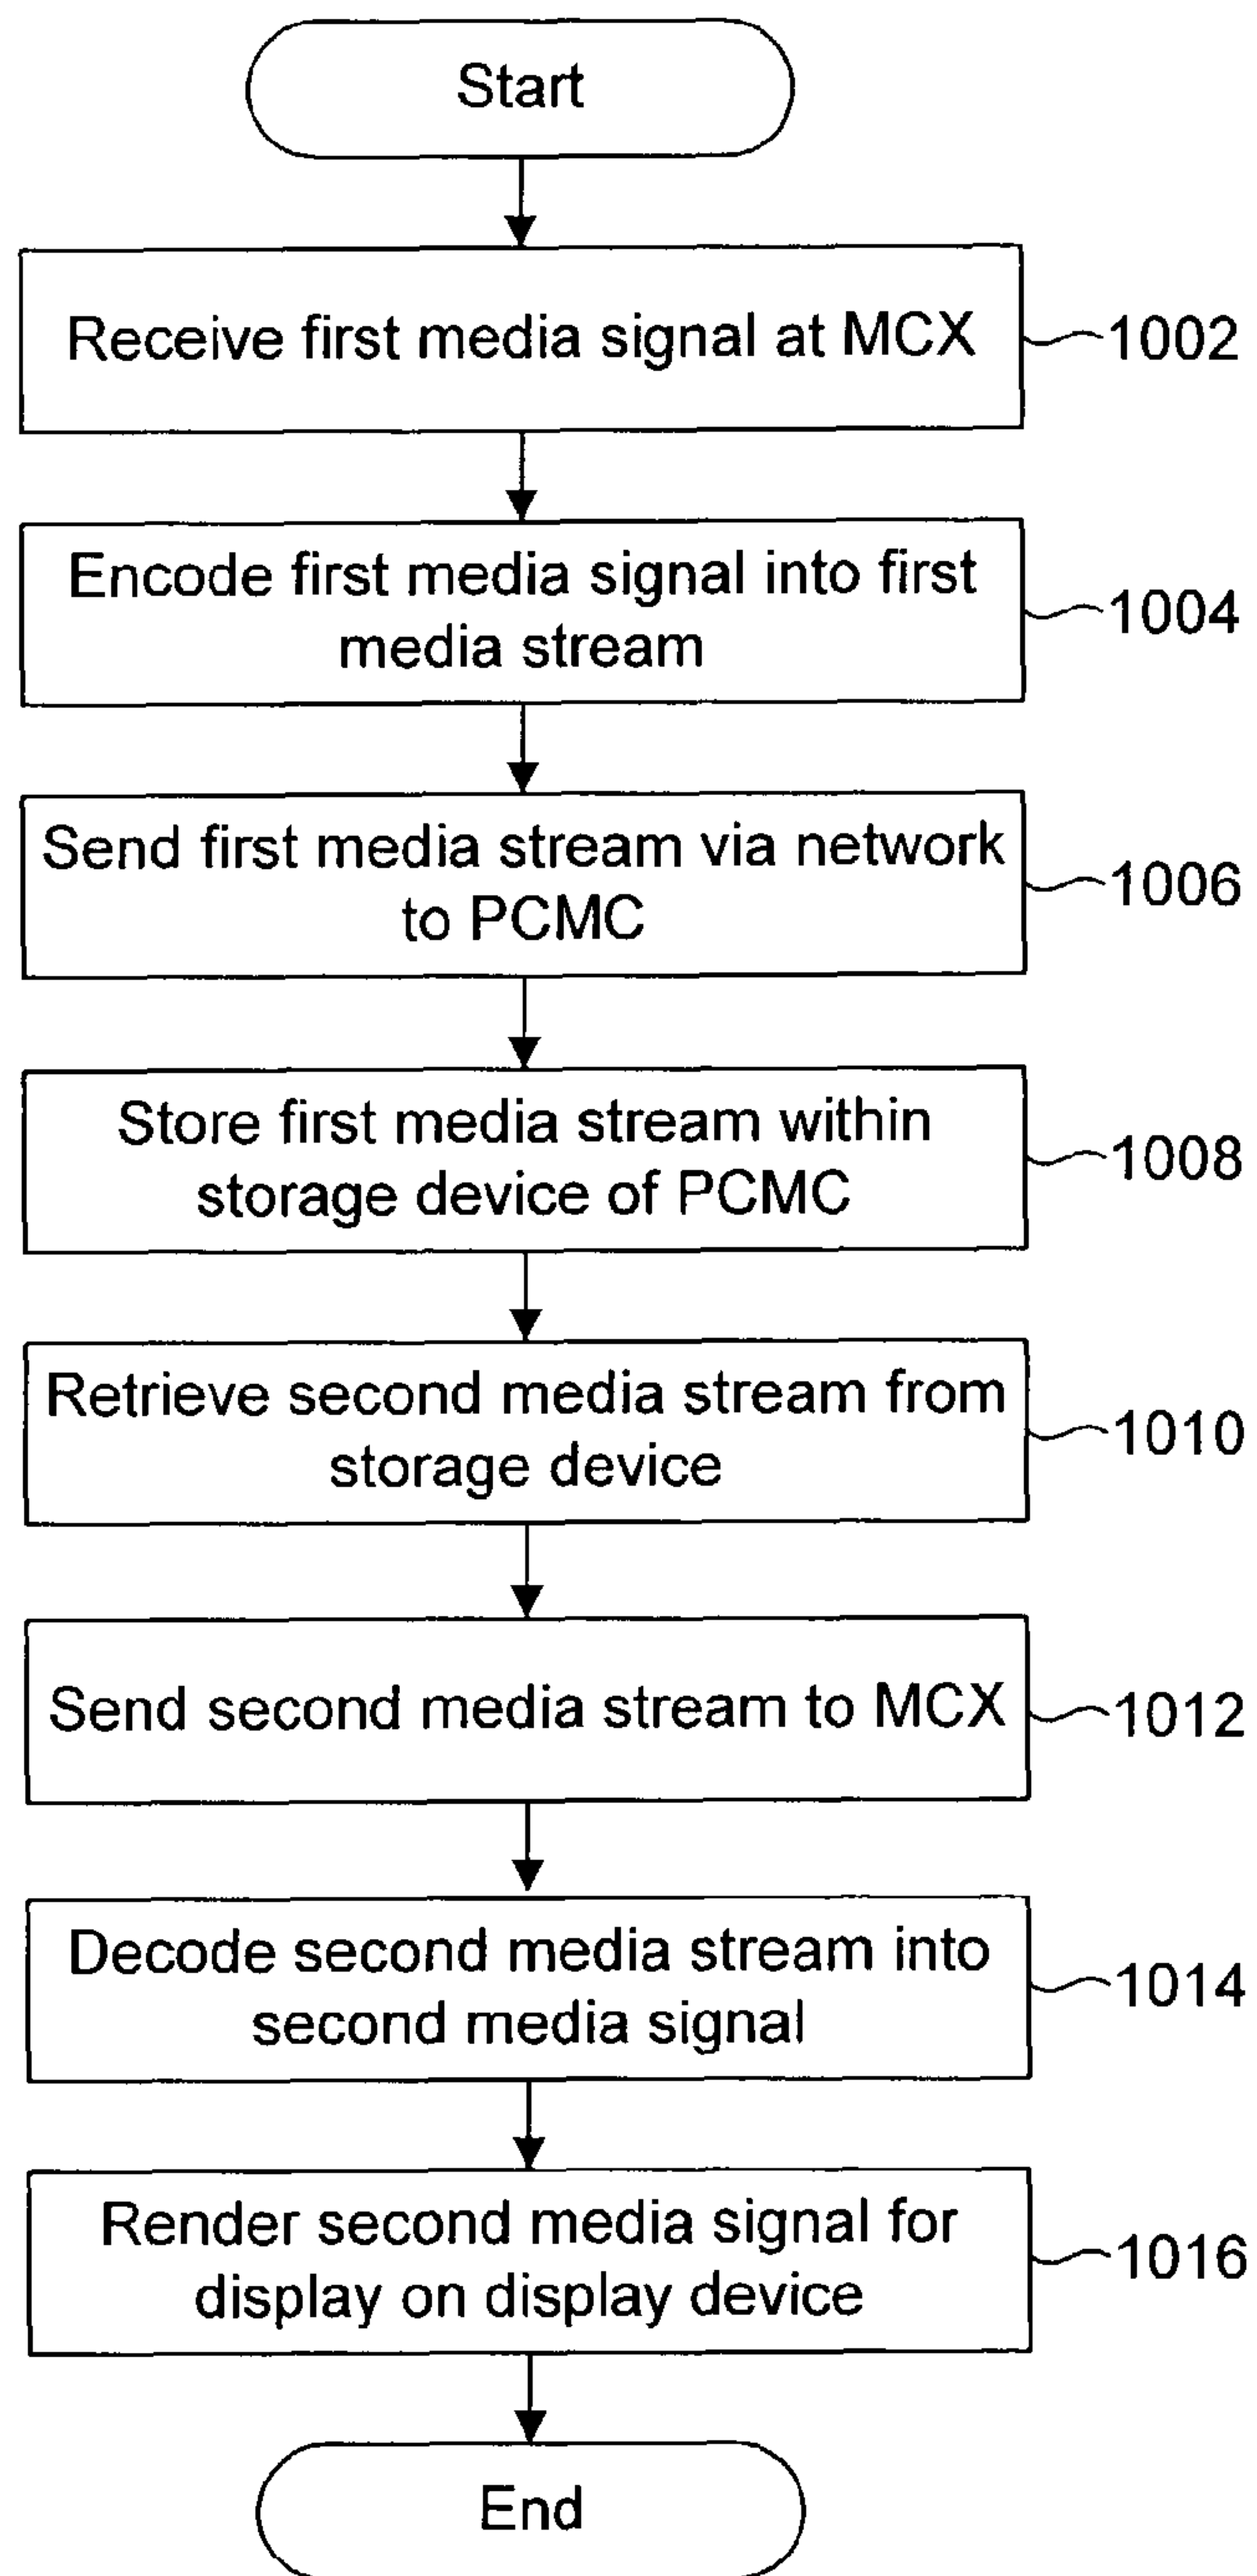 Start
Receive first media signal at MCX
1002
Encode first media signal into first
media stream
1004
Send first media stream via network
to PCMC
1006
Store first media stream within
storage device of PCMC
1008
Retrieve second media stream from
storage device
1010
Send second media stream to MCX
1012
Decode second media stream into
second media signal
1014
Render second media signal for
display on display device
1016
End